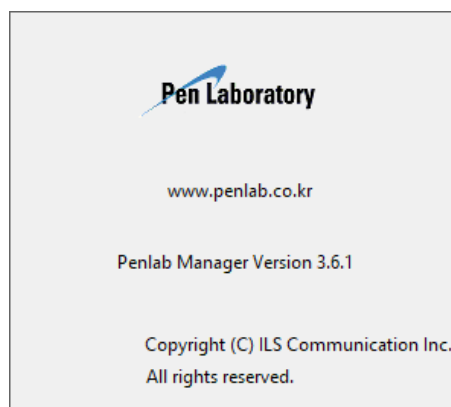 Pen Laboratory
www.penlab.co.kr
Penlab Manager Version 3.6.1
Copyright (C) ILS Communication Inc.
All rights reserved.